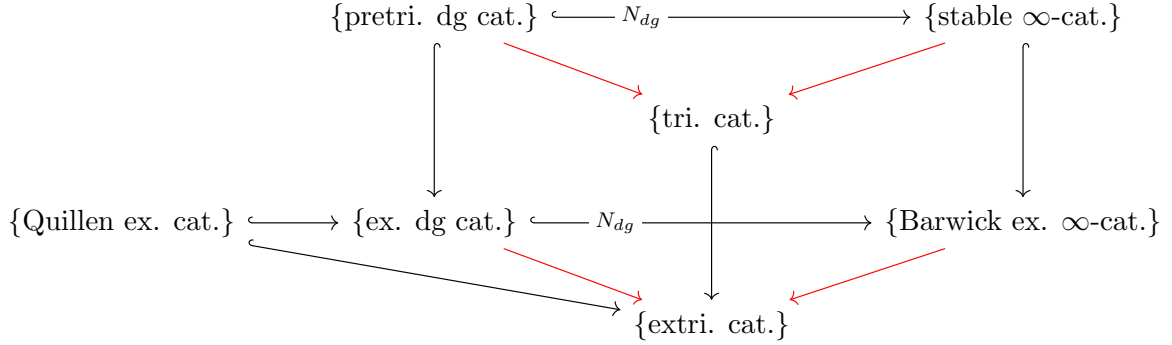 {pretri. dg cat.} N_{dg} {stable ∞-cat.}
{tri. cat.}
{Quillen ex. cat.} {ex. dg cat.} N_{dg} {Barwick ex. ∞-cat.}
{extri. cat.}